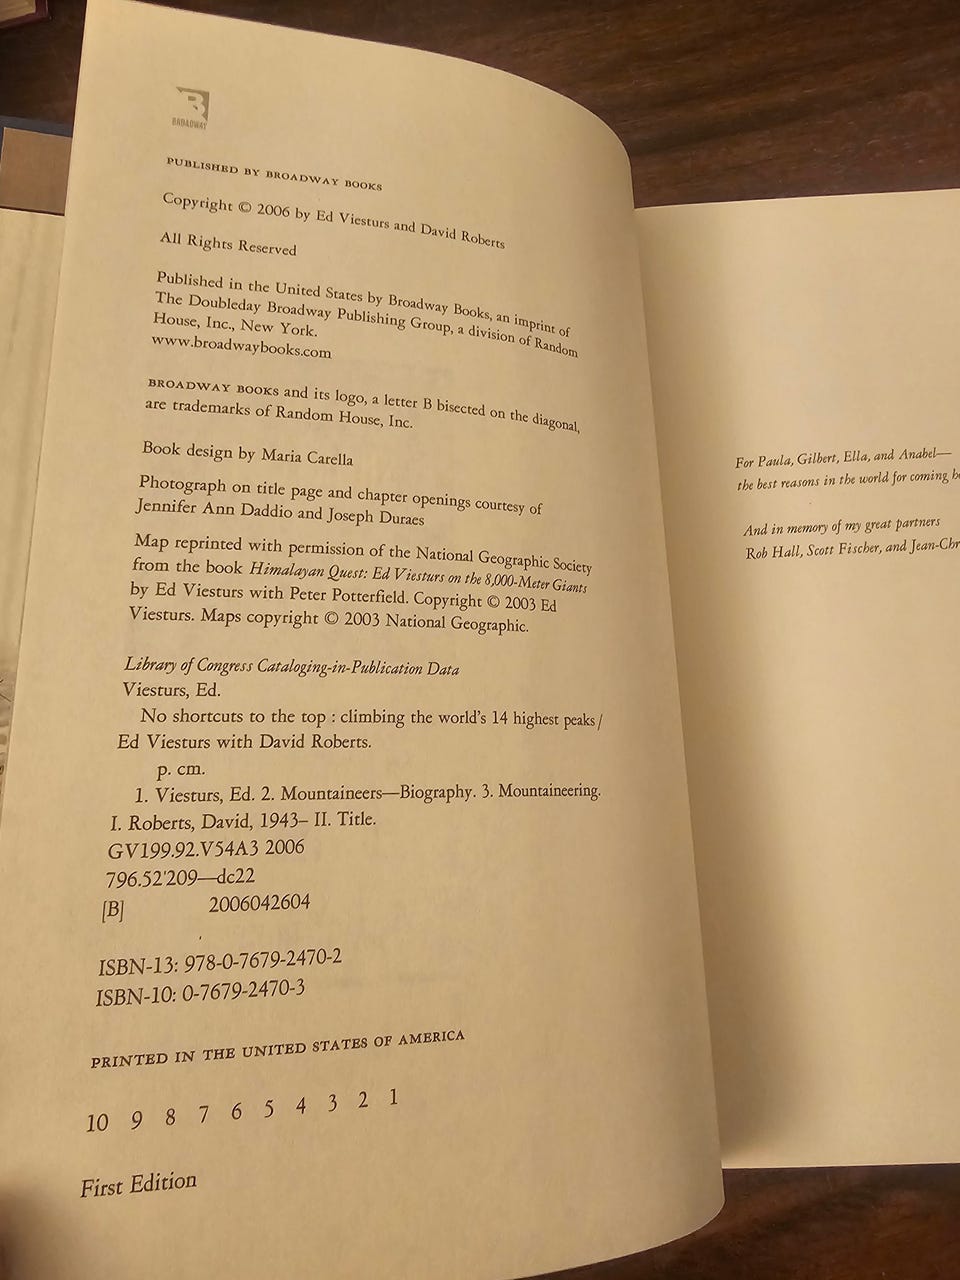 B
BROADWAY
PUBLISHED BY BROADWAY BOOKS
Copyright © 2006 by Ed Viesturs and David Roberts
All Rights Reserved
Published in the United States by Broadway Books, an imprint of
The Doubleday Broadway Publishing Group, a division of Random
House, Inc., New York.
www.broadwaybooks.com
BROADWAY BOOKS and its logo, a letter B bisected on the diagonal,
are trademarks of Random House, Inc.
Book design by Maria Carella
Photograph on title page and chapter openings courtesy of
Jennifer Ann Daddio and Joseph Duraes
Map reprinted with permission of the National Geographic Society
from the book Himalayan Quest: Ed Viesturs on the 8,000-Meter Giants
by Ed Viesturs with Peter Potterfield. Copyright © 2003 Ed
Viesturs. Maps copyright © 2003 National Geographic.
Library of Congress Cataloging-in-Publication Data
Viesturs, Ed.
No shortcuts to the top : climbing the world's 14 highest peaks /
Ed Viesturs with David Roberts.
p. cm.
1. Viesturs, Ed. 2. Mountaineers—Biography. 3. Mountaineering.
I. Roberts, David, 1943– II. Title.
GV199.92.V54A3 2006
796.52'209—dc22
[B] 2006042604
ISBN-13: 978-0-7679-2470-2
ISBN-10: 0-7679-2470-3
PRINTED IN THE UNITED STATES OF AMERICA
10 9 8 7 6 5 4 3 2 1
First Edition
For Paula, Gilbert, Ella, and Anabel—
the best reasons in the world for coming
And in memory of my great partners
Rob Hall, Scott Fischer, and Jean-Chr